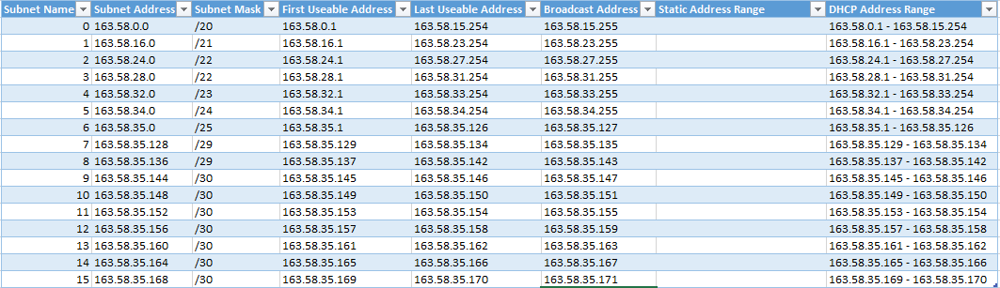 Subnet Name Subnet Address Subnet Mask First Useable Address Last Useable Address Broadcast Address Static Address Range DHCP Address Range
0 163.58.0.0 /20 163.58.0.1 163.58.15.254 163.58.15.255 163.58.0.1 - 163.58.15.254
1 163.58.16.0 /21 163.58.16.1 163.58.23.254 163.58.23.255 163.58.16.1 - 163.58.23.254
2 163.58.24.0 /22 163.58.24.1 163.58.27.254 163.58.27.255 163.58.24.1 - 163.58.27.254
3 163.58.28.0 /22 163.58.28.1 163.58.31.254 163.58.31.255 163.58.28.1 - 163.58.31.254
4 163.58.32.0 /23 163.58.32.1 163.58.33.254 163.58.33.255 163.58.32.1 - 163.58.33.254
5 163.58.34.0 /24 163.58.34.1 163.58.34.254 163.58.34.255 163.58.34.1 - 163.58.34.254
6 163.58.35.0 /25 163.58.35.1 163.58.35.126 163.58.35.127 163.58.35.1 - 163.58.35.126
7 163.58.35.128 /29 163.58.35.129 163.58.35.134 163.58.35.135 163.58.35.129 - 163.58.35.134
8 163.58.35.136 /29 163.58.35.137 163.58.35.142 163.58.35.143 163.58.35.137 - 163.58.35.142
9 163.58.35.144 /30 163.58.35.145 163.58.35.146 163.58.35.147 163.58.35.145 - 163.58.35.146
10 163.58.35.148 /30 163.58.35.149 163.58.35.150 163.58.35.151 163.58.35.149 - 163.58.35.150
11 163.58.35.152 /30 163.58.35.153 163.58.35.154 163.58.35.155 163.58.35.153 - 163.58.35.154
12 163.58.35.156 /30 163.58.35.157 163.58.35.158 163.58.35.159 163.58.35.157 - 163.58.35.158
13 163.58.35.160 /30 163.58.35.161 163.58.35.162 163.58.35.163 163.58.35.161 - 163.58.35.162
14 163.58.35.164 /30 163.58.35.165 163.58.35.166 163.58.35.167 163.58.35.165 - 163.58.35.166
15 163.58.35.168 /30 163.58.35.169 163.58.35.170 163.58.35.171 163.58.35.169 - 163.58.35.170